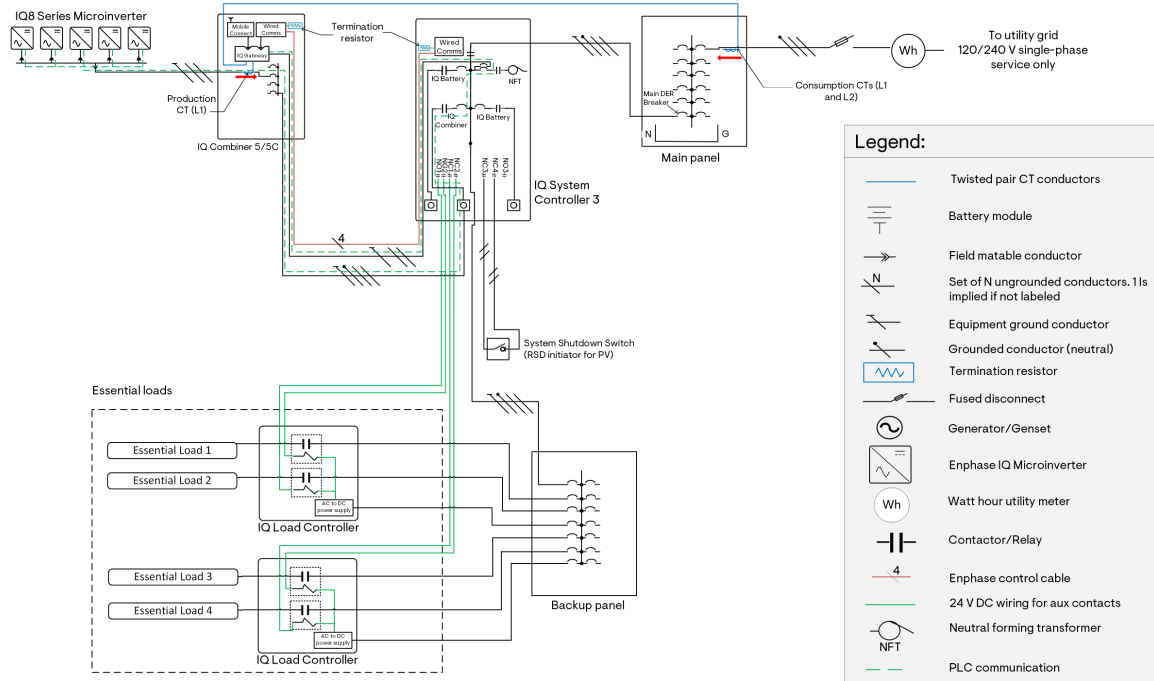 IQ8 Series Microinverter
Mobile
Connect
Wired
Comms
IQ Gateway
Termination
resistor
Production
CT (L1)
IQ Combiner 5/5C
Wired
Comms
IQ Battery
NFT
IQ
Combiner
IQ Battery
NO1
NO2
NC1
NC2
NC3
NC4
NO3
IQ System
Controller 3
Main DER
Breaker
N
G
Main panel
Wh
To utility grid
120/240 V single-phase
service only
Consumption CTs (L1
and L2)
4
System Shutdown Switch
(RSD initiator for PV)
Essential loads
Essential Load 1
Essential Load 2
AC to DC
power supply
IQ Load Controller
Essential Load 3
Essential Load 4
AC to DC
power supply
IQ Load Controller
Backup panel
Legend:
Twisted pair CT conductors
Battery module
Field matable conductor
N
Set of N ungrounded conductors. 1 Is
implied if not labeled
Equipment ground conductor
Grounded conductor (neutral)
Termination resistor
Fused disconnect
Generator/Genset
Enphase IQ Microinverter
Wh
Watt hour utility meter
Contactor/Relay
4
Enphase control cable
24 V DC wiring for aux contacts
NFT
Neutral forming transformer
PLC communication